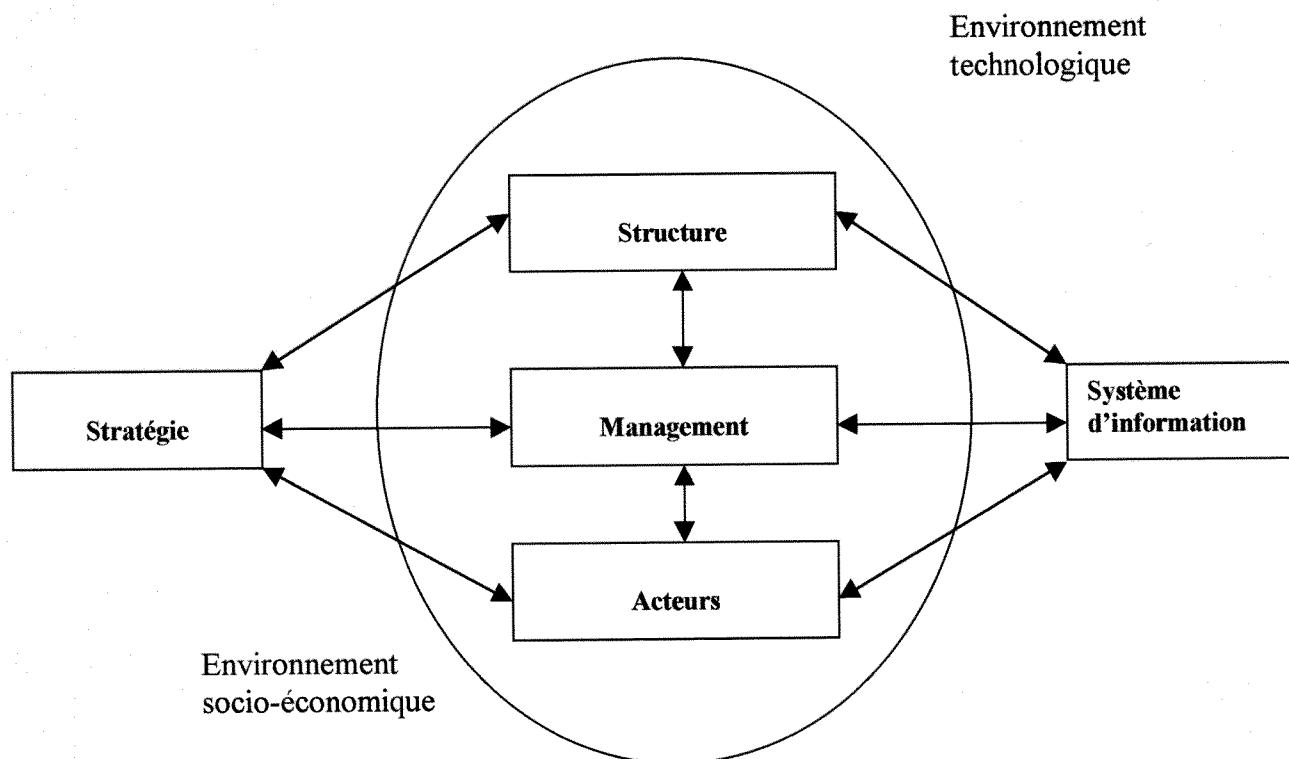 Environnement
technologique
Structure
Stratégie
Management
Système
d'information
Acteurs
Environnement
socio-économique